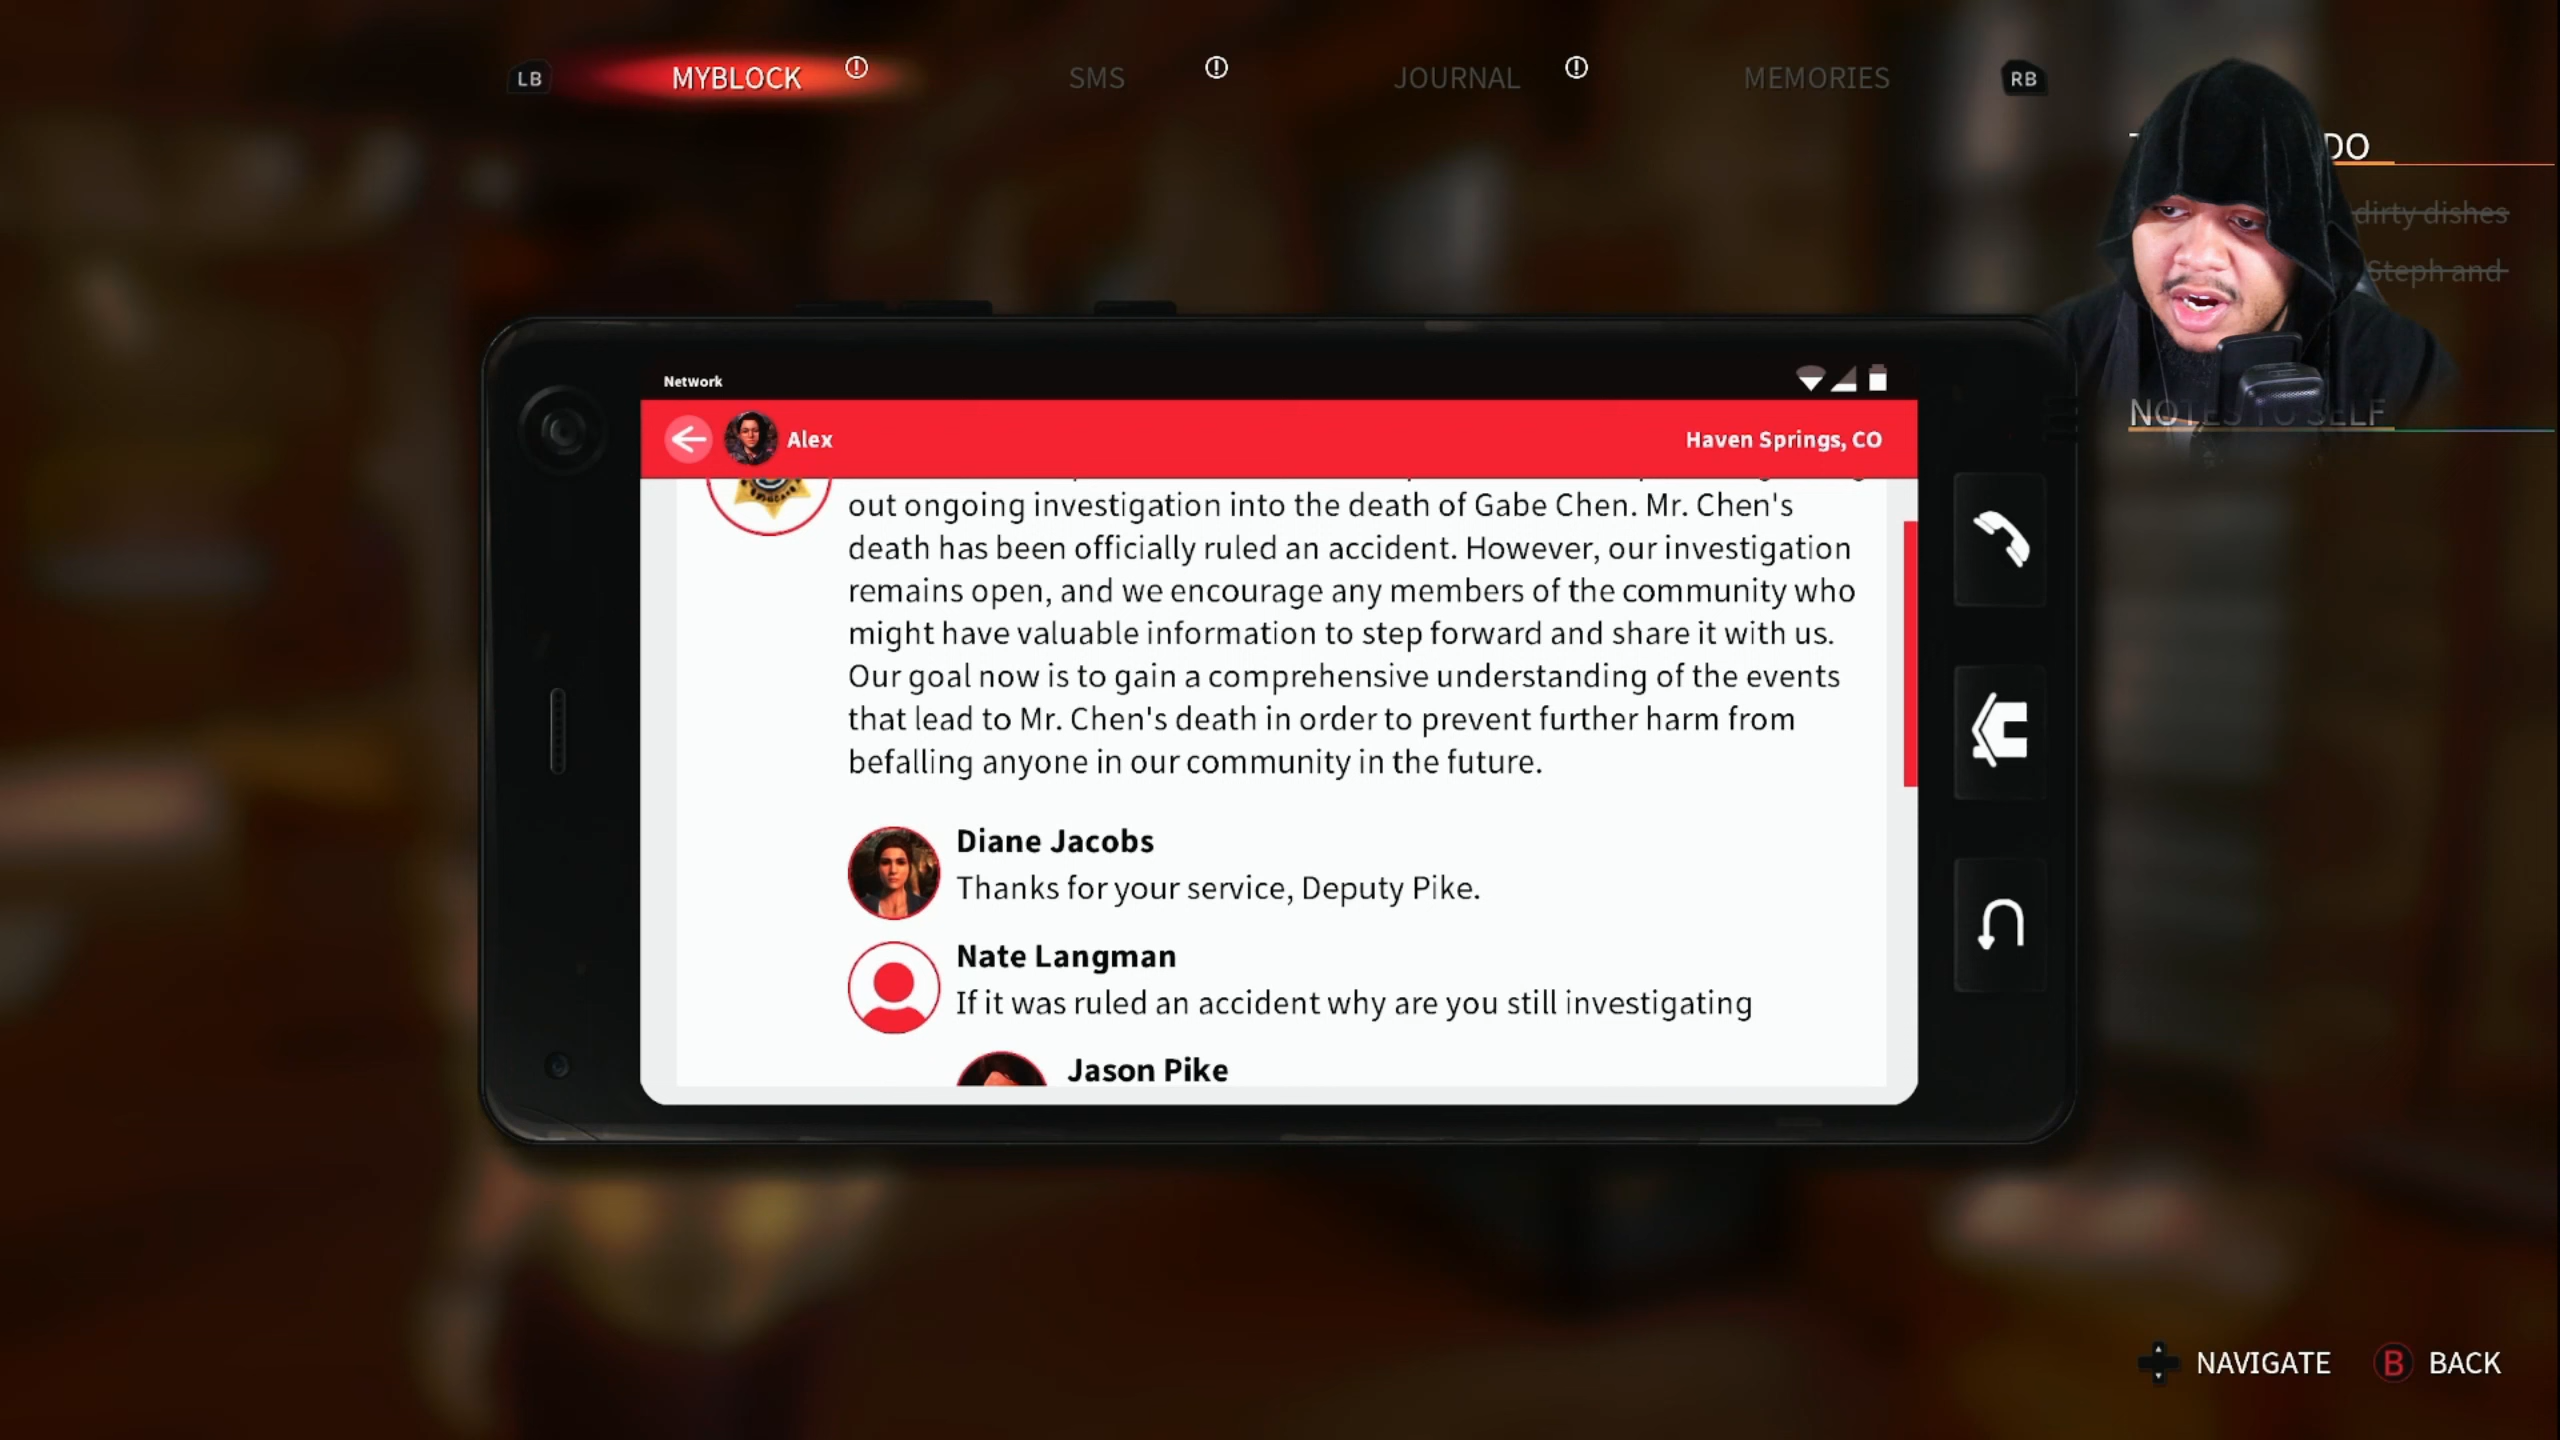 LB
MYBLOCK
SMS
JOURNAL
MEMORIES
RB
DO
dirty dishes
Steph and
NOTES TO SELF
Network
Alex
Haven Springs, CO
out ongoing investigation into the death of Gabe Chen. Mr. Chen's
death has been officially ruled an accident. However, our investigation
remains open, and we encourage any members of the community who
might have valuable information to step forward and share it with us.
Our goal now is to gain a comprehensive understanding of the events
that lead to Mr. Chen's death in order to prevent further harm from
befalling anyone in our community in the future.
Diane Jacobs
Thanks for your service, Deputy Pike.
Nate Langman
If it was ruled an accident why are you still investigating
Jason Pike
NAVIGATE
B BACK